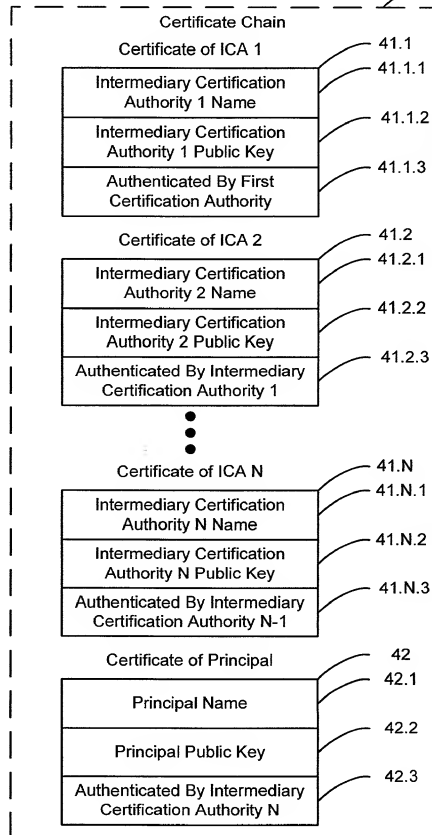 Certificate Chain
Certificate of ICA 1
41.1
41.1.1
Intermediary Certification
Authority 1 Name
41.1.2
Intermediary Certification
Authority 1 Public Key
41.1.3
Authenticated By First
Certification Authority
Certificate of ICA 2
41.2
41.2.1
Intermediary Certification
Authority 2 Name
41.2.2
Intermediary Certification
Authority 2 Public Key
41.2.3
Authenticated By Intermediary
Certification Authority 1
Certificate of ICA N
41.N
41.N.1
Intermediary Certification
Authority N Name
41.N.2
Intermediary Certification
Authority N Public Key
41.N.3
Authenticated By Intermediary
Certification Authority N-1
Certificate of Principal
42
42.1
Principal Name
42.2
Principal Public Key
42.3
Authenticated By Intermediary
Certification Authority N